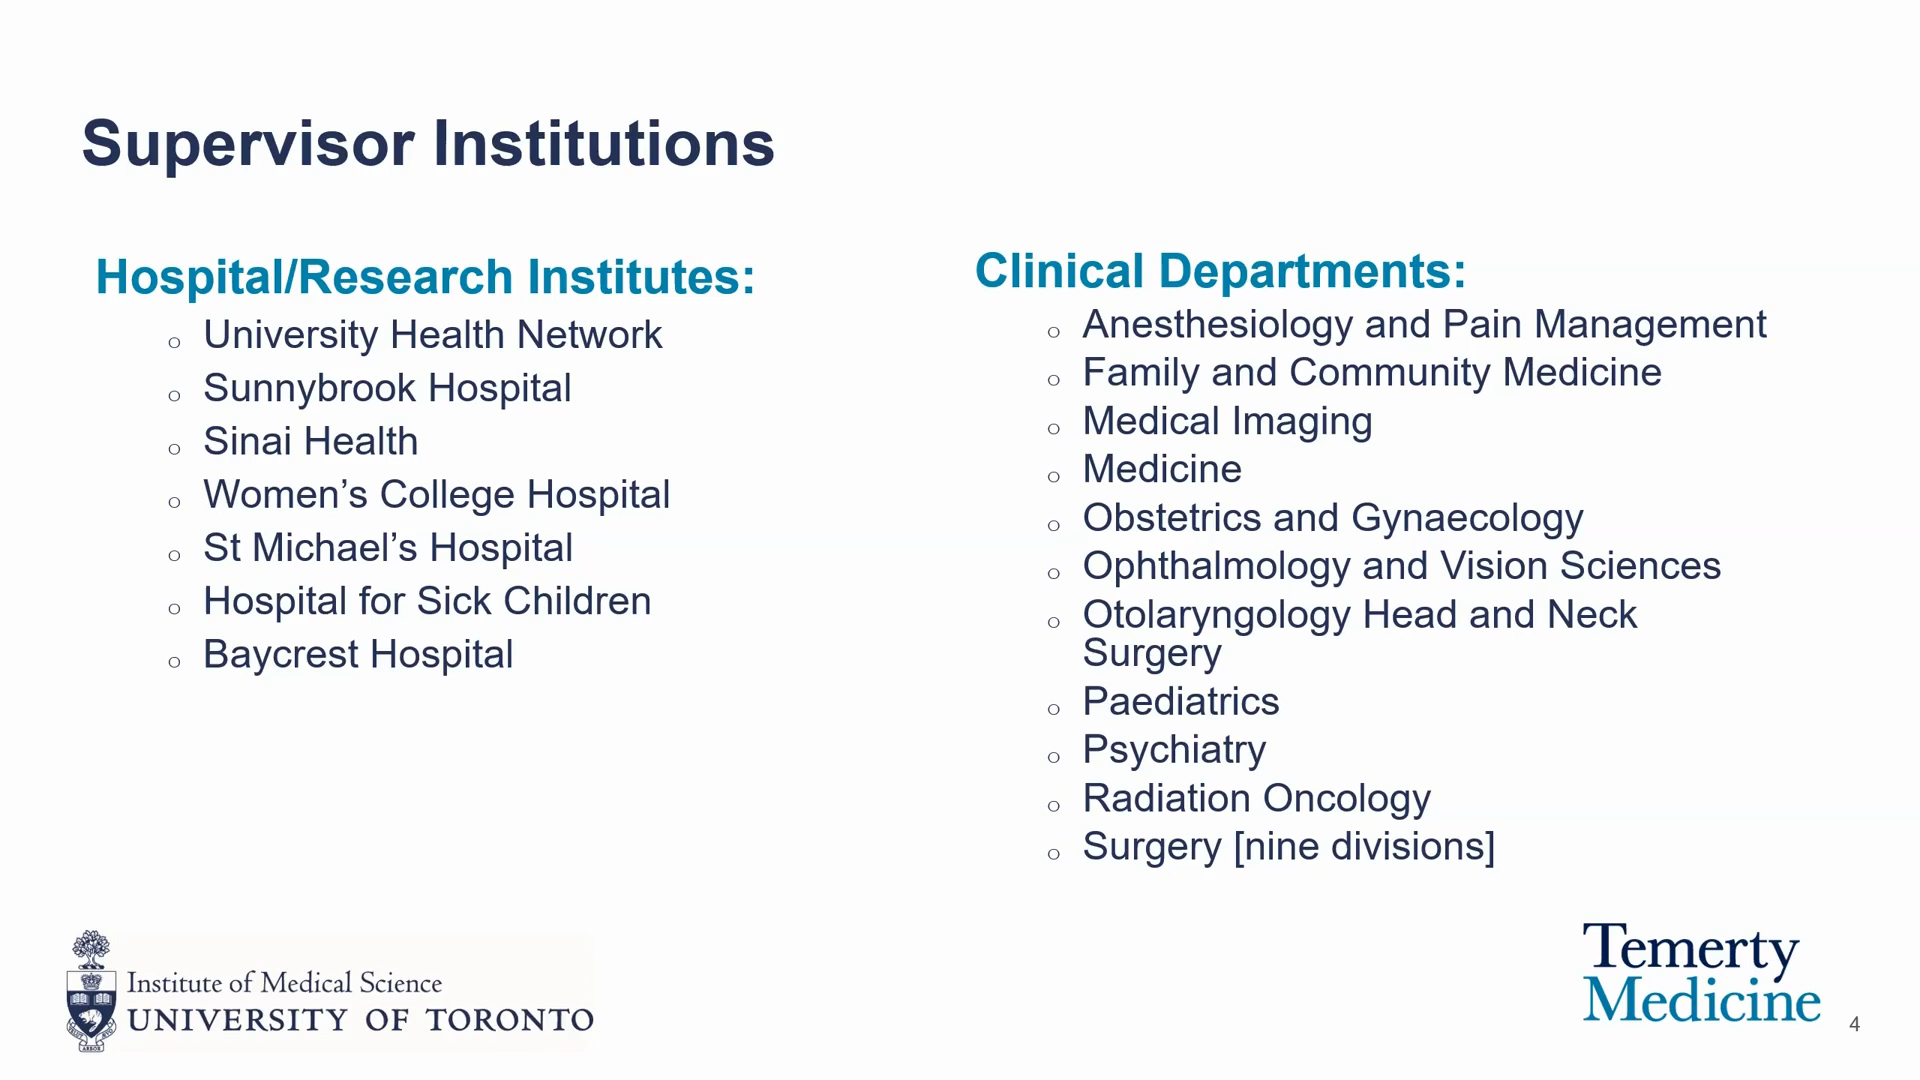 Supervisor Institutions
Hospital/Research Institutes:
University Health Network
Sunnybrook Hospital
Sinai Health
Women’s College Hospital
St Michael’s Hospital
Hospital for Sick Children
Baycrest Hospital
Clinical Departments:
Anesthesiology and Pain Management
Family and Community Medicine
Medical Imaging
Medicine
Obstetrics and Gynaecology
Ophthalmology and Vision Sciences
Otolaryngology Head and Neck
Surgery
Paediatrics
Psychiatry
Radiation Oncology
Surgery [nine divisions]
Institute of Medical Science
UNIVERSITY OF TORONTO
Temerty
Medicine
4